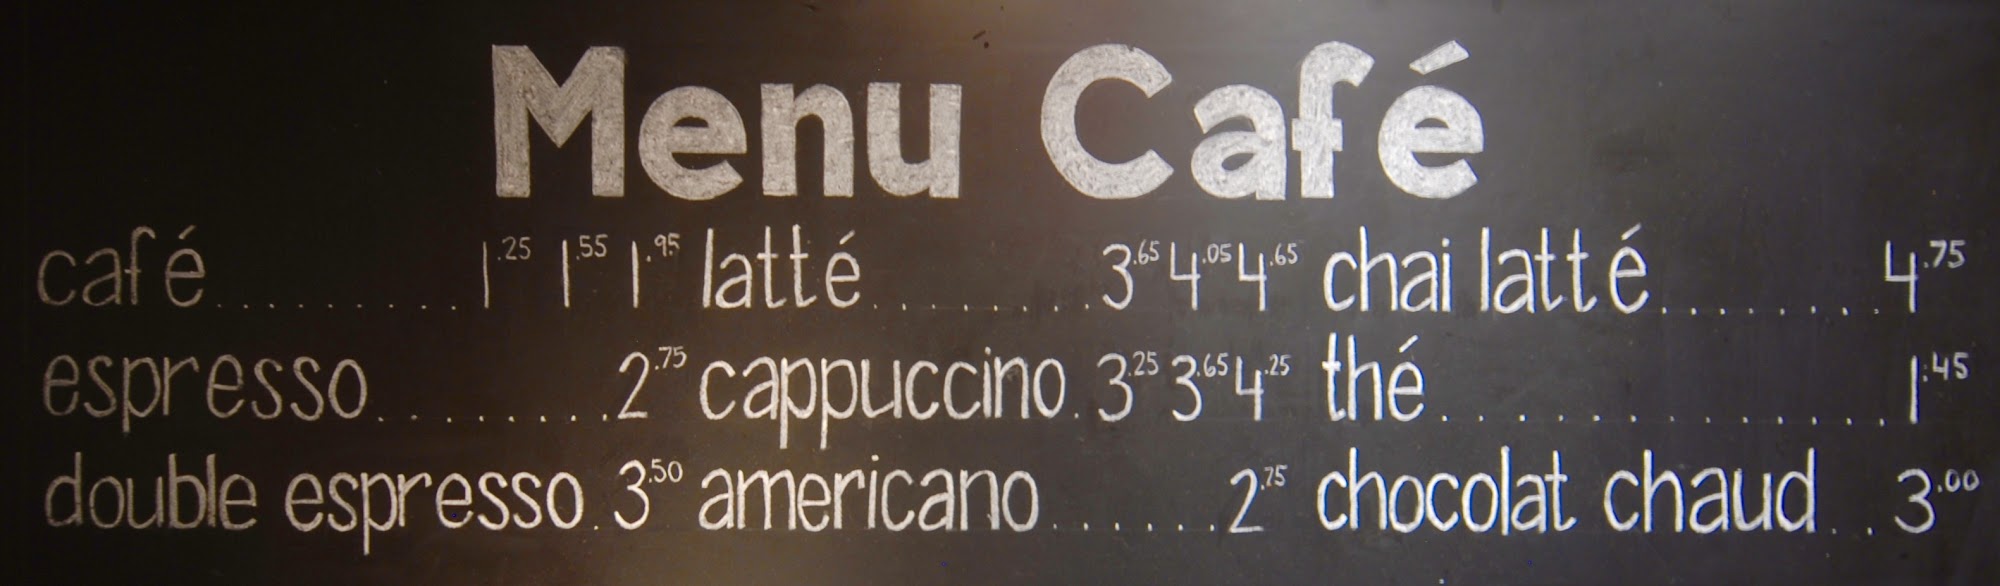 Menu Café
café.......... 1.25 1.55 1.95 latté........ 3.65 4.05 4.65 chai latté........ 4.75
espresso........ 2.75 cappuccino. 3.25 3.65 4.25 thé.............. 1.45
double espresso. 3.50 americano...... 2.75 chocolat chaud... 3.00